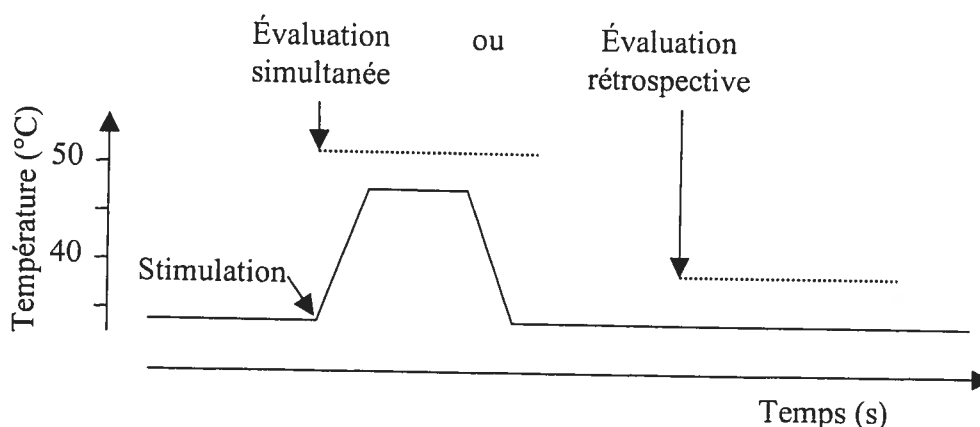 Évaluation simultanée
ou
Évaluation rétrospective
Température (°C)
50
40
Stimulation
Temps (s)